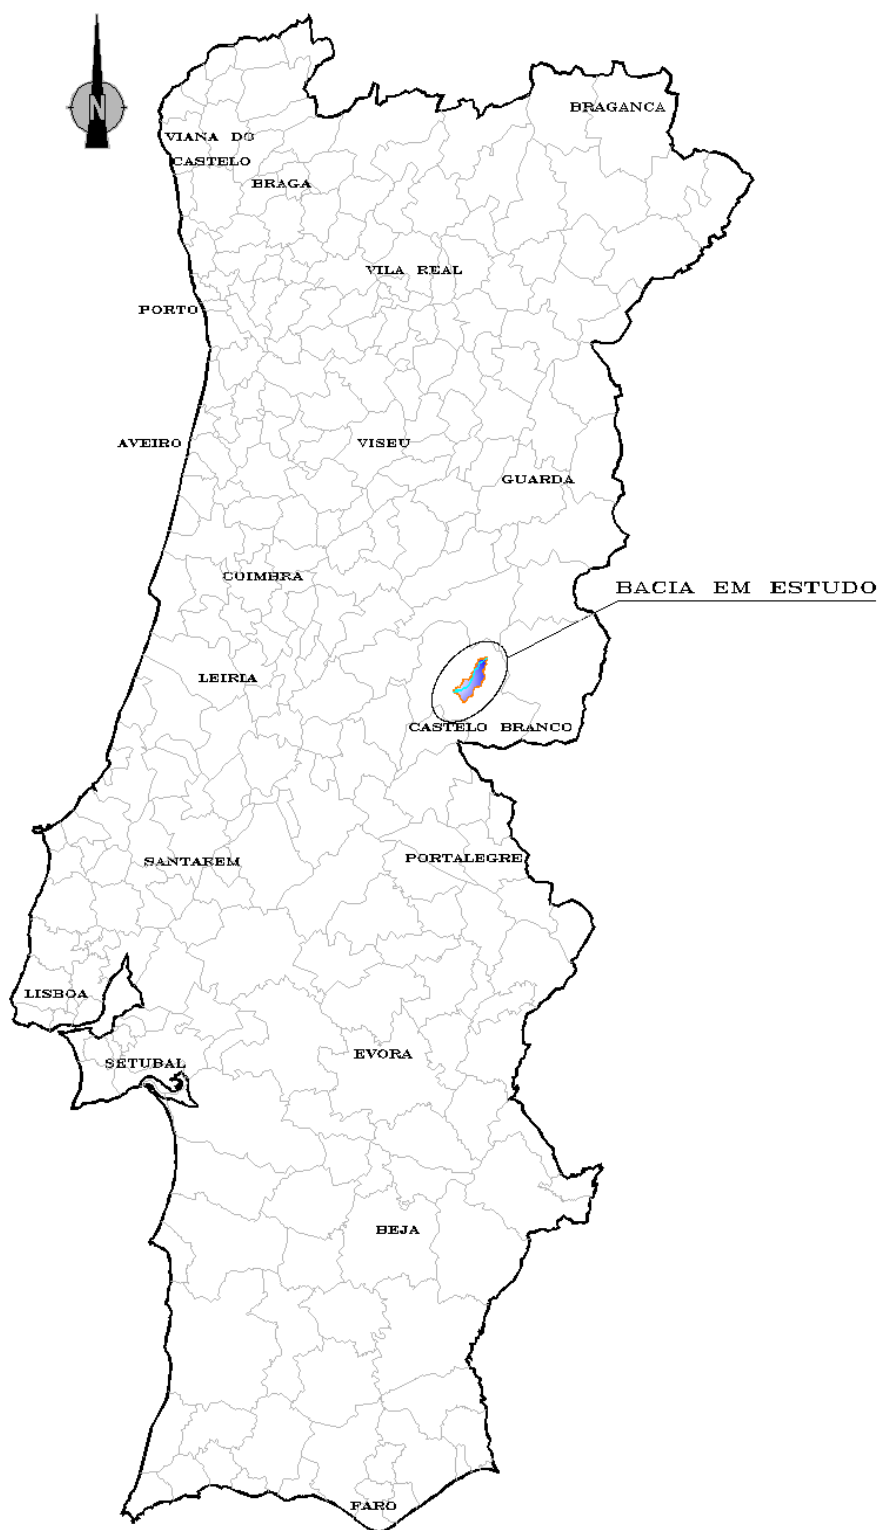 N
BRAGANCA
VIANA DO
CASTELO
BRAGA
VILA REAL
PORTO
AVEIRO
VISEU
GUARDA
COIMBRA
BACIA EM ESTUDO
LEIRIA
CASTELO BRANCO
SANTAREM
PORTALEGRE
LISBOA
EVORA
SETUBAL
BEJA
FARO